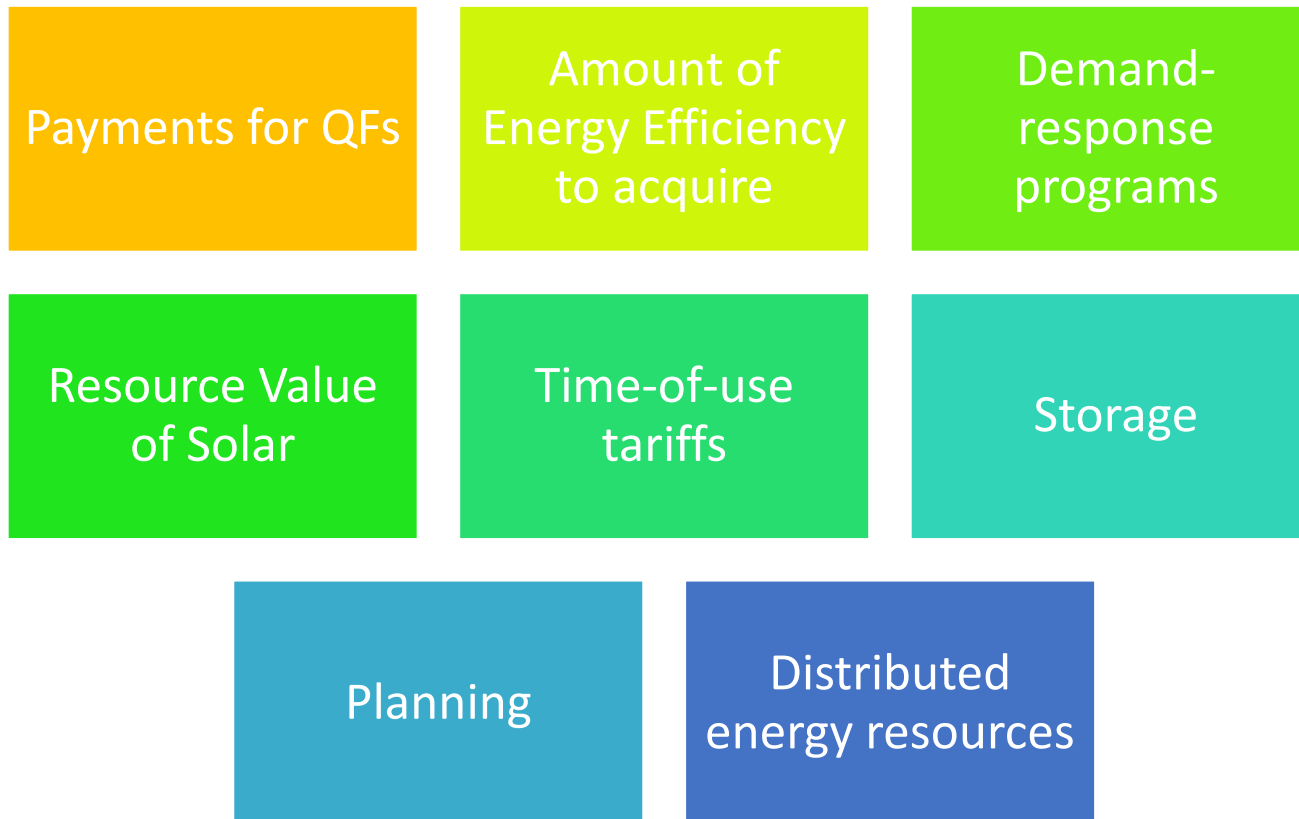 Payments for QFs
Amount of
Energy Efficiency
to acquire
Demand-
response
programs
Resource Value
of Solar
Time-of-use
tariffs
Storage
Planning
Distributed
energy resources